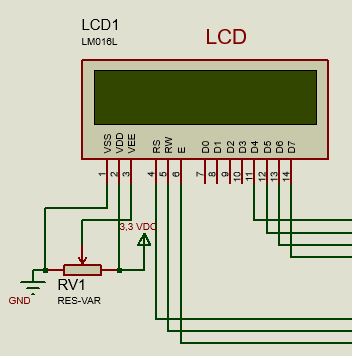 LCD1
LM016L
LCD
VSS
VDD
VEE
RS
RW
E
D0
D1
D2
D3
D4
D5
D6
D7
1
2
3
4
5
6
7
8
9
10
11
12
13
14
3,3 VDC
RV1
GND
RES-VAR